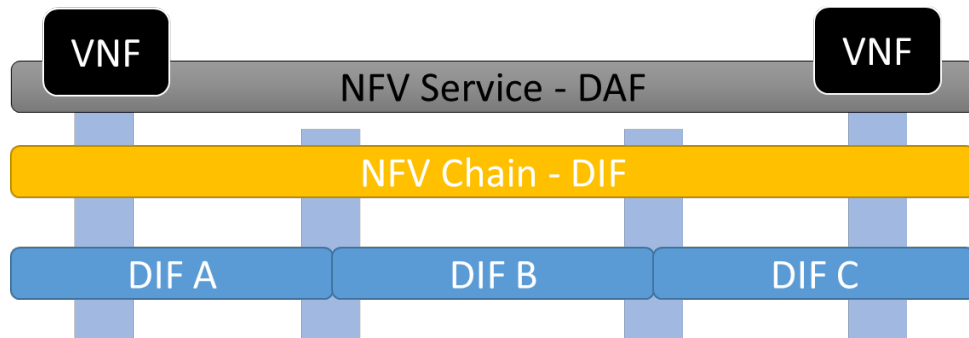 VNF
VNF
NFV Service - DAF
NFV Chain - DIF
DIF A
DIF B
DIF C